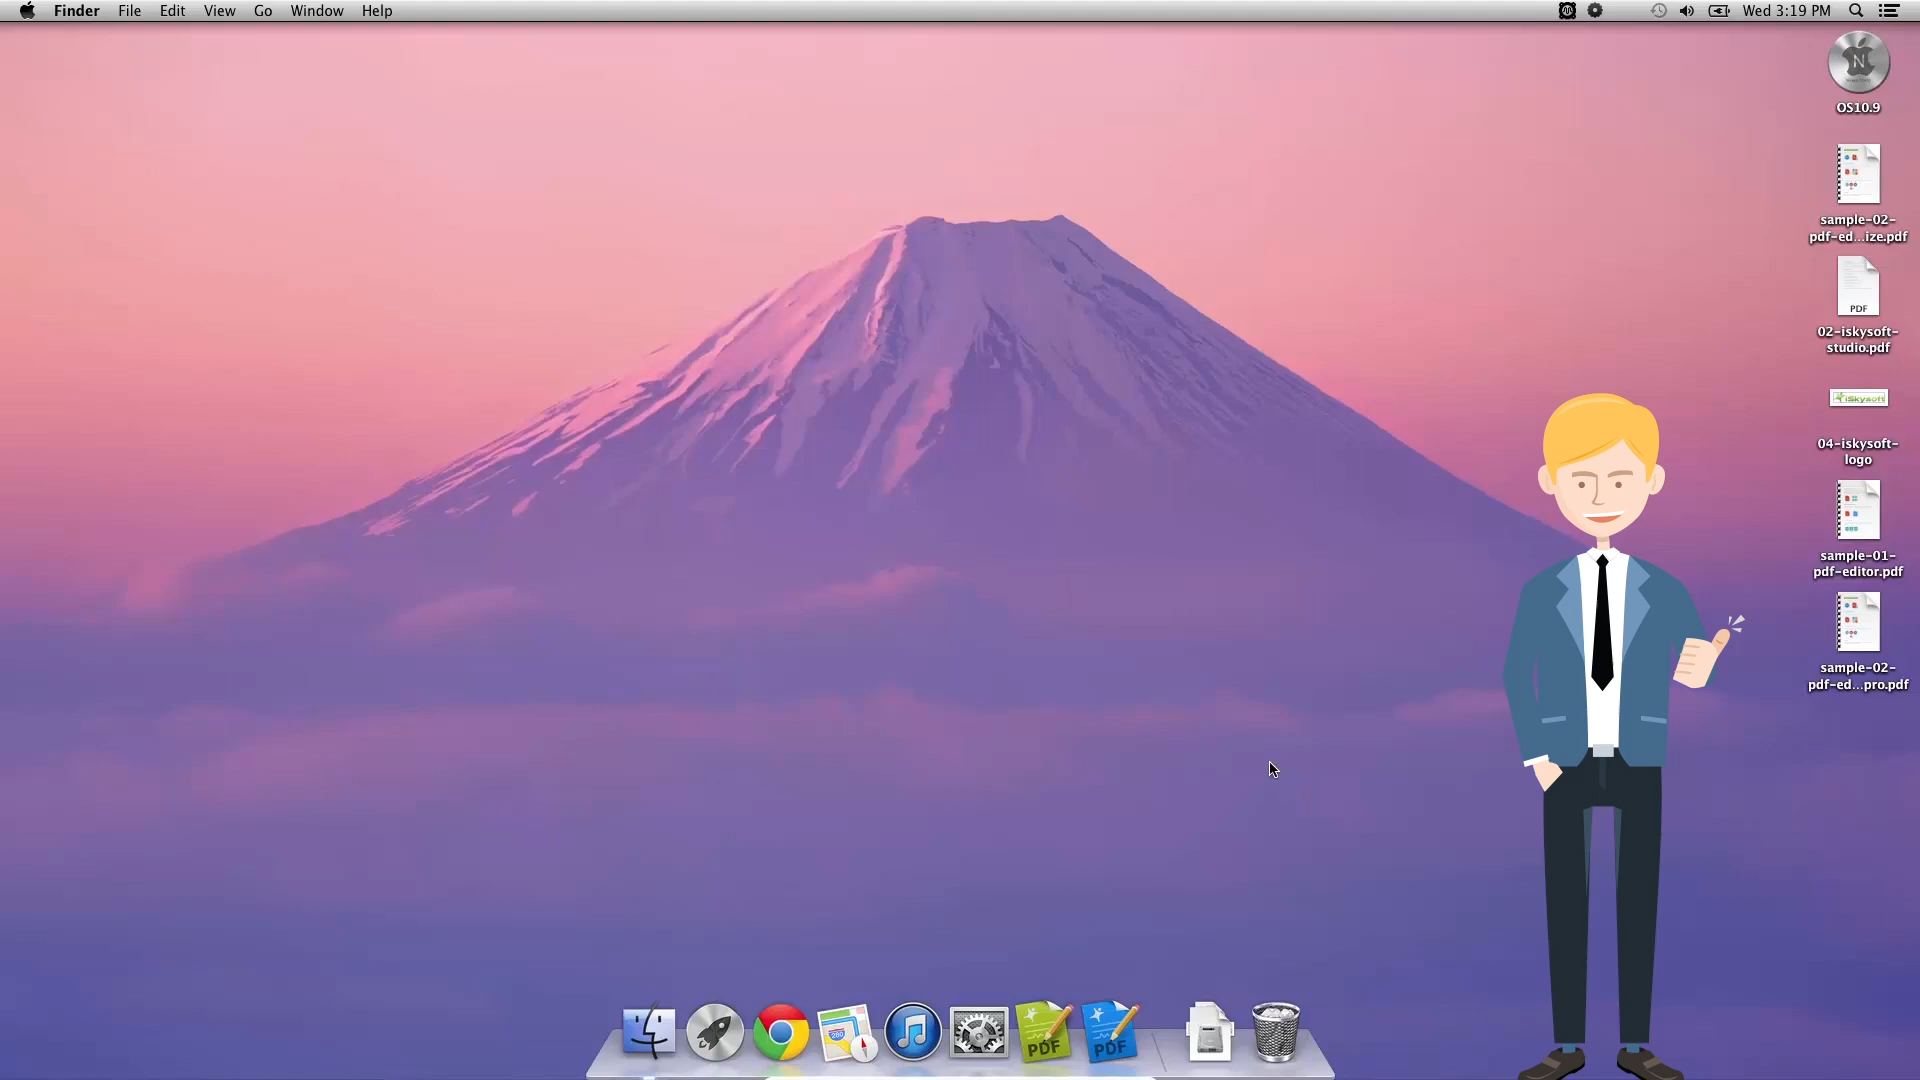 Finder File Edit View Go Window Help Wed 3:19 PM
N
OS10.9
sample-02-
pdf-ed...ize.pdf
PDF
02-iskysoft-
studio.pdf
iSkysoft
04-iskysoft-
logo
sample-01-
pdf-editor.pdf
sample-02-
pdf-ed...pro.pdf
280
PDF
PDF